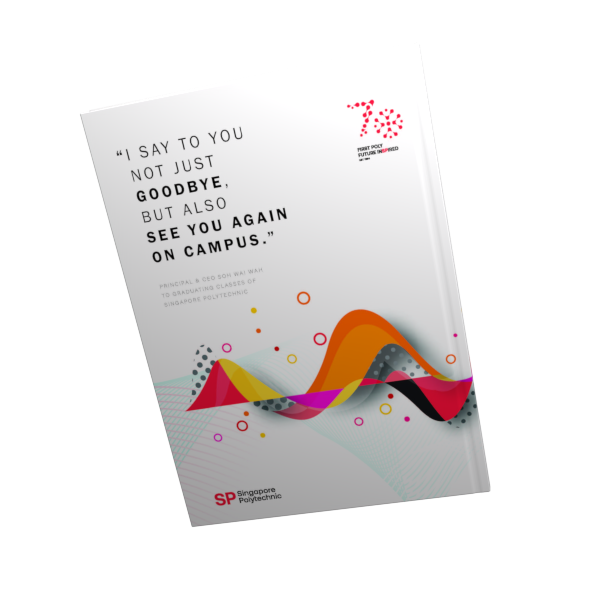 "I SAY TO YOU
NOT JUST
GOODBYE,
BUT ALSO
SEE YOU AGAIN
ON CAMPUS."
PRINCIPAL & CEO SOH WAI WAH
TO GRADUATING CLASSES OF
SINGAPORE POLYTECHNIC
70
FIRST POLY
FUTURE INSPIRED
SP Singapore
Polytechnic